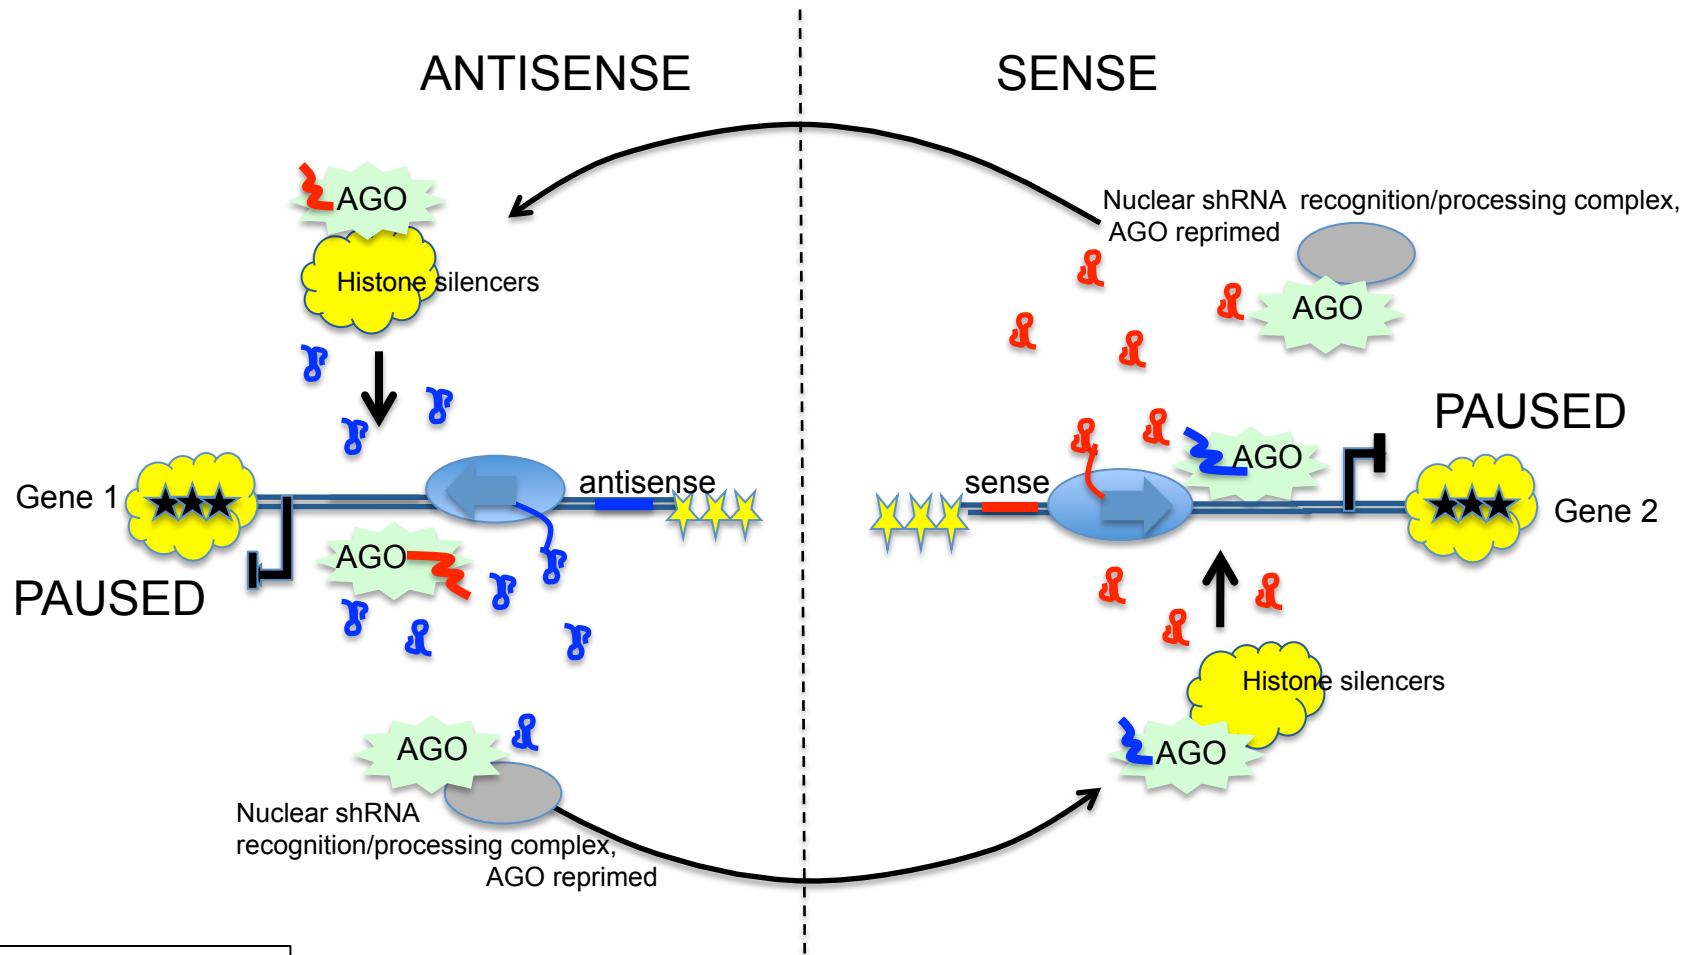 ANTISENSE
SENSE
AGO
Histone silencers
Nuclear shRNA recognition/processing complex,
AGO reprimed
AGO
PAUSED
Gene 1
antisense
sense
AGO
Gene 2
AGO
PAUSED
Histone silencers
AGO
AGO
Nuclear shRNA
recognition/processing complex,
AGO reprimed